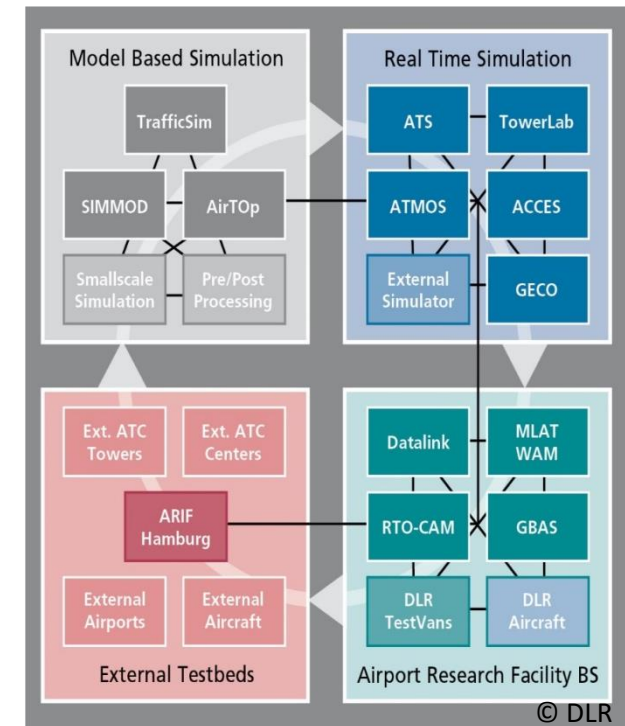 Model Based Simulation
TrafficSim
SIMMOD
AirTOp
Smallscale
Simulation
Pre/Post
Processing
Real Time Simulation
ATS
TowerLab
ATMOS
ACCES
External
Simulator
GECO
Ext. ATC
Towers
Ext. ATC
Centers
ARIF
Hamburg
External
Airports
External
Aircraft
External Testbeds
Datalink
MLAT
WAM
RTO-CAM
GBAS
DLR
TestVans
DLR
Aircraft
Airport Research Facility BS
© DLR